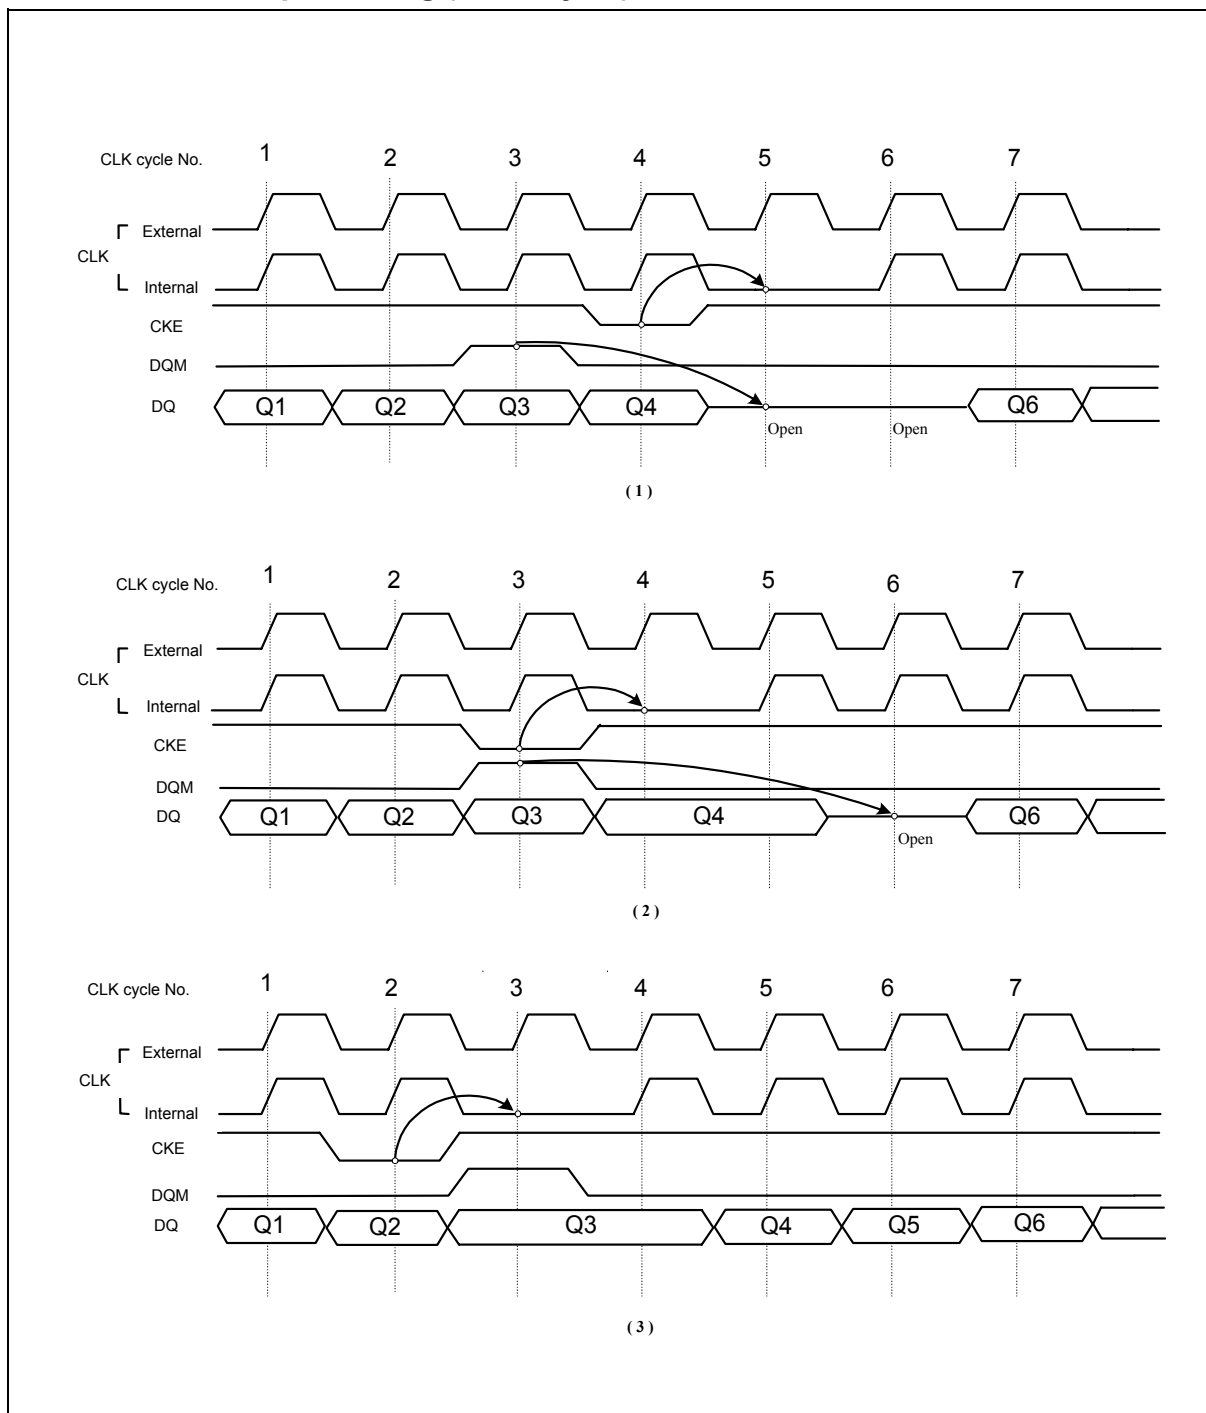 CLK cycle No. 1 2 3 4 5 6 7
External
CLK
Internal
CKE
DQM
DQ Q1 Q2 Q3 Q4 Q6
Open Open
( 1 )
CLK cycle No. 1 2 3 4 5 6 7
External
CLK
Internal
CKE
DQM
DQ Q1 Q2 Q3 Q4 Q6
Open
( 2 )
CLK cycle No. 1 2 3 4 5 6 7
External
CLK
Internal
CKE
DQM
DQ Q1 Q2 Q3 Q4 Q5 Q6
( 3 )